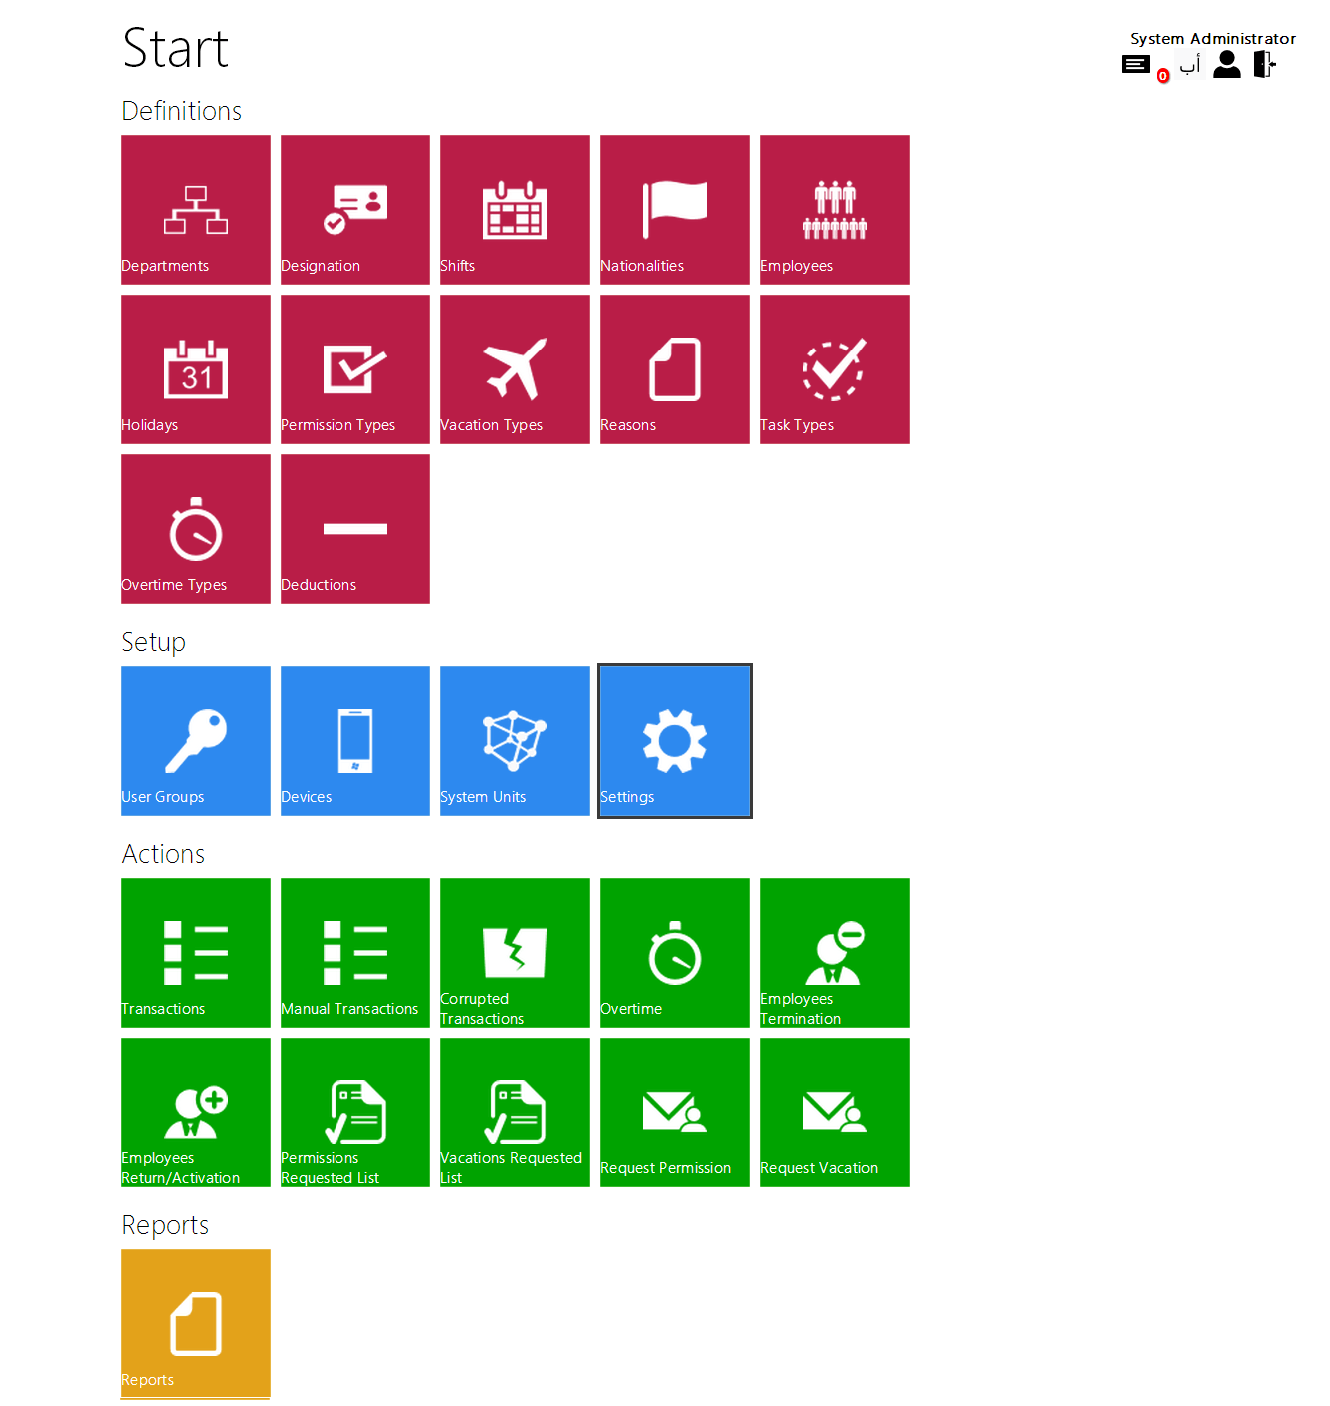 Start
System Administrator
0
أب
Definitions
Departments
Designation
Shifts
Nationalities
Employees
31
Holidays
Permission Types
Vacation Types
Reasons
Task Types
Overtime Types
Deductions
Setup
User Groups
Devices
System Units
Settings
Actions
Transactions
Manual Transactions
Corrupted
Transactions
Overtime
Employees
Termination
Employees
Return/Activation
Permissions
Requested List
Vacations Requested
List
Request Permission
Request Vacation
Reports
Reports